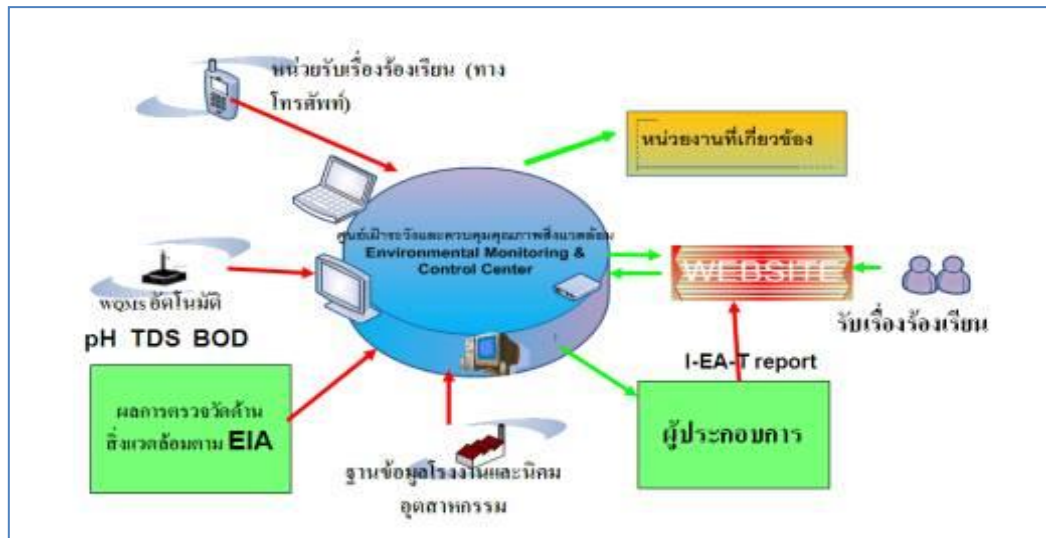 หน่วยรับเรื่องร้องเรียน (ทาง
โทรศัพท์)
หน่วยงานที่เกี่ยวข้อง
ศูนย์เฝ้าระวังและควบคุมคุณภาพสิ่งแวดล้อม
Environmental Monitoring &
Control Center
WEBSITE
WQMS อัตโนมัติ
pH TDS BOD
รับเรื่องร้องเรียน
I-EA-T report
ผลการตรวจวัดด้าน
สิ่งแวดล้อมตาม EIA
ผู้ประกอบการ
ฐานข้อมูลโรงงานและนิคม
อุตสาหกรรม